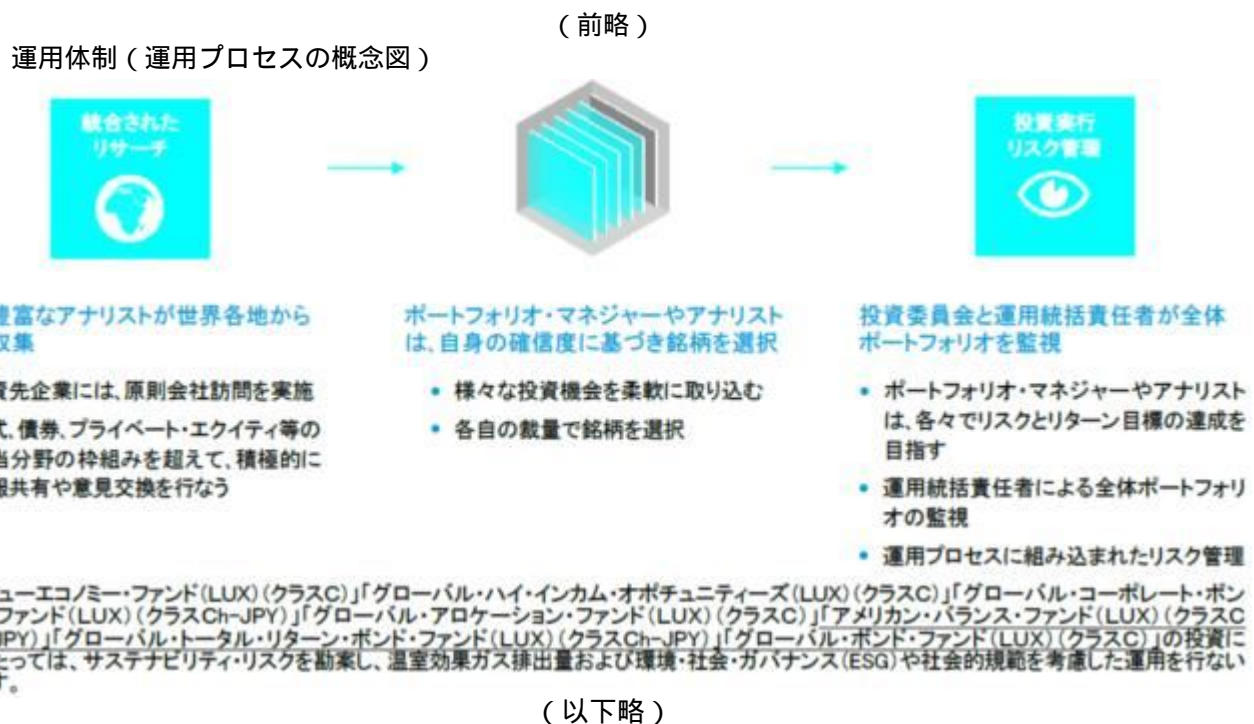 （前略）
運用体制（運用プロセスの概念図）
統合された
リサーチ
投資実行
リスク管理
豊富なアナリストが世界各地から
収集
資先企業には、原則会社訪問を実施
式、債券、プライベート・エクイティ等の
当分野の枠組みを超えて、積極的に
報共有や意見交換を行なう
ポートフォリオ・マネジャーやアナリスト
は、自身の確信度に基づき銘柄を選択
• 様々な投資機会を柔軟に取り込む
• 各自の裁量で銘柄を選択
投資委員会と運用統括責任者が全体
ポートフォリオを監視
• ポートフォリオ・マネジャーやアナリスト
は、各々でリスクとリターン目標の達成を
目指す
• 運用統括責任者による全体ポートフォリ
オの監視
• 運用プロセスに組み込まれたリスク管理
ューエコノミー・ファンド(LUX)(クラスC)」「グローバル・ハイ・インカム・オポチュニティーズ(LUX)(クラスC)」「グローバル・コーポレート・ボン
ファンド(LUX)(クラスCh-JPY)」「グローバル・アロケーション・ファンド(LUX)(クラスC)」「アメリカン・バランス・ファンド(LUX)(クラスC
JPY)」「グローバル・トータル・リターン・ボンド・ファンド(LUX)(クラスCh-JPY)」「グローバル・ボンド・ファンド(LUX)(クラスC)」の投資に
たっては、サステナビリティ・リスクを勘案し、温室効果ガス排出量および環境・社会・ガバナンス(ESG)や社会的規範を考慮した運用を行ない
す。
（以下略）